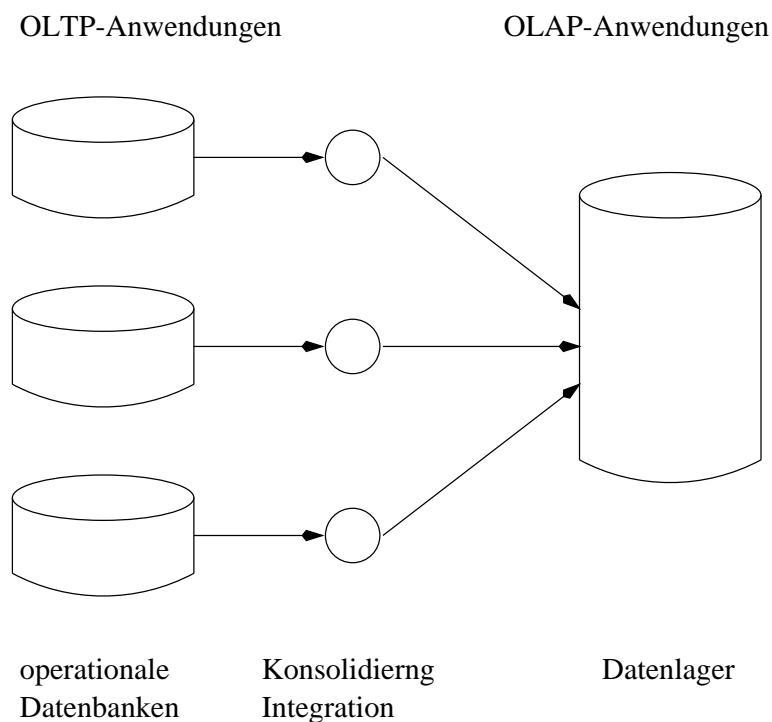 OLTP-Anwendungen
OLAP-Anwendungen
operationale
Datenbanken
Konsolidierng
Integration
Datenlager